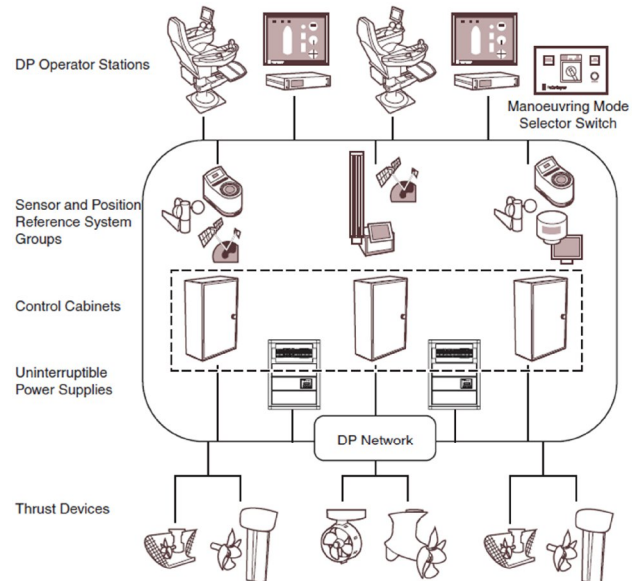 DP Operator Stations
Manoeuvring Mode
Selector Switch
Sensor and Position
Reference System
Groups
Control Cabinets
Uninterruptible
Power Supplies
DP Network
Thrust Devices